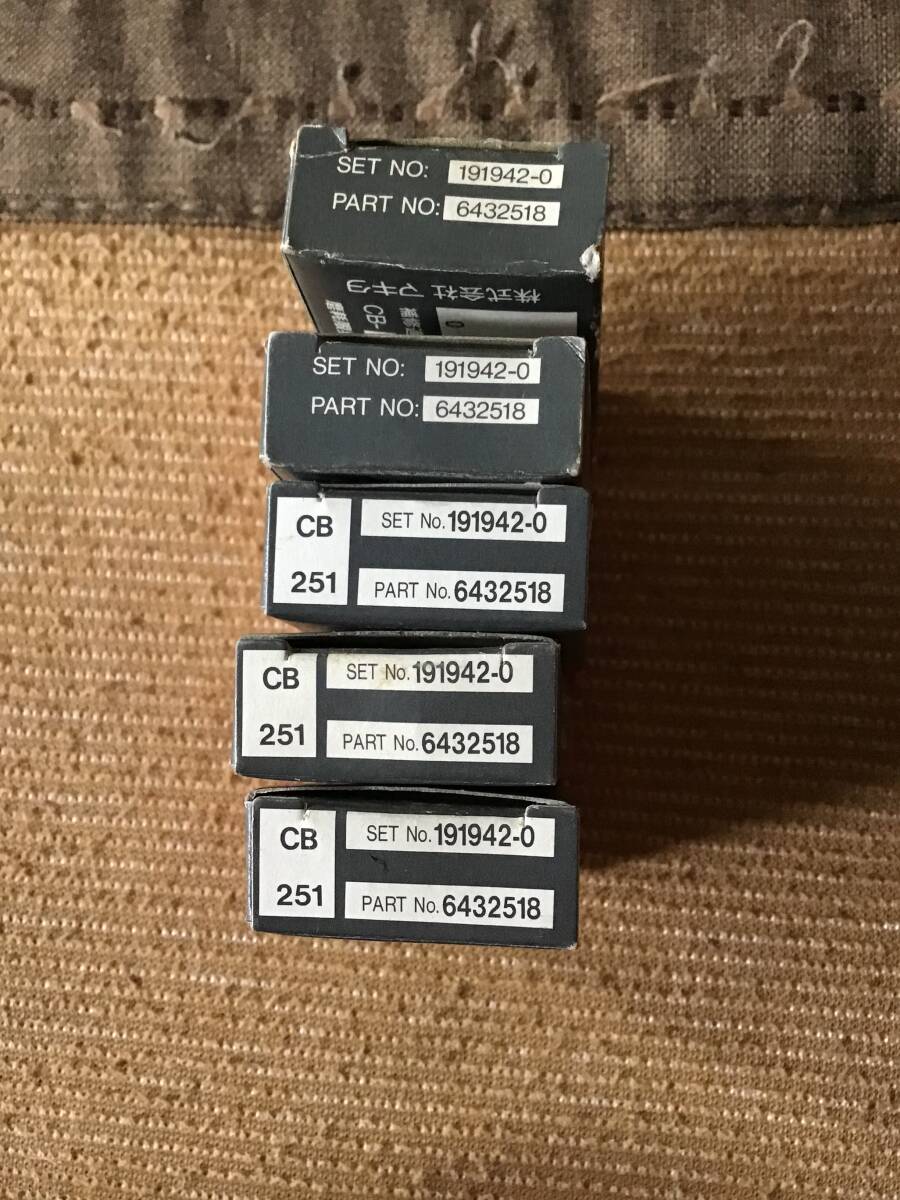 SET NO: 191942-0
PART NO: 6432518
株式会社 マキタ
CB-
SET NO: 191942-0
PART NO: 6432518
CB
251
SET No. 191942-0
PART No. 6432518
CB
251
SET No. 191942-0
PART No. 6432518
CB
251
SET No. 191942-0
PART No. 6432518